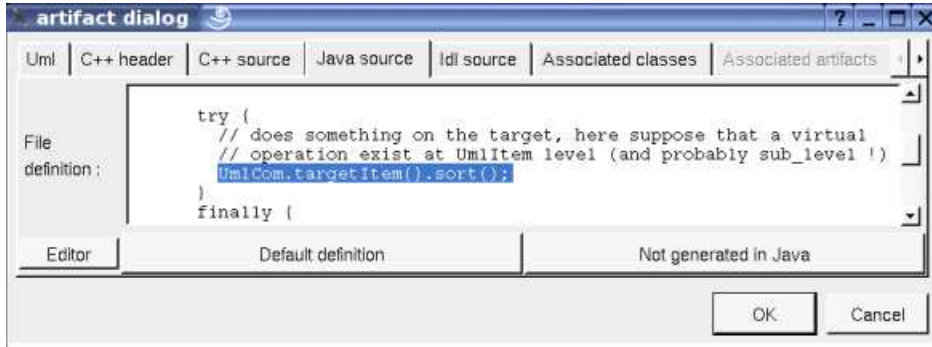 artifact dialog
Uml C++ header C++ source Java source Idl source Associated classes Associated artifacts
File
definition :
try {
// does something on the target, here suppose that a virtual
// operation exist at UmlItem level (and probably sub_level !)
UmlCom.targetItem().sort();
}
finally {
Editor Default definition Not generated in Java
OK Cancel